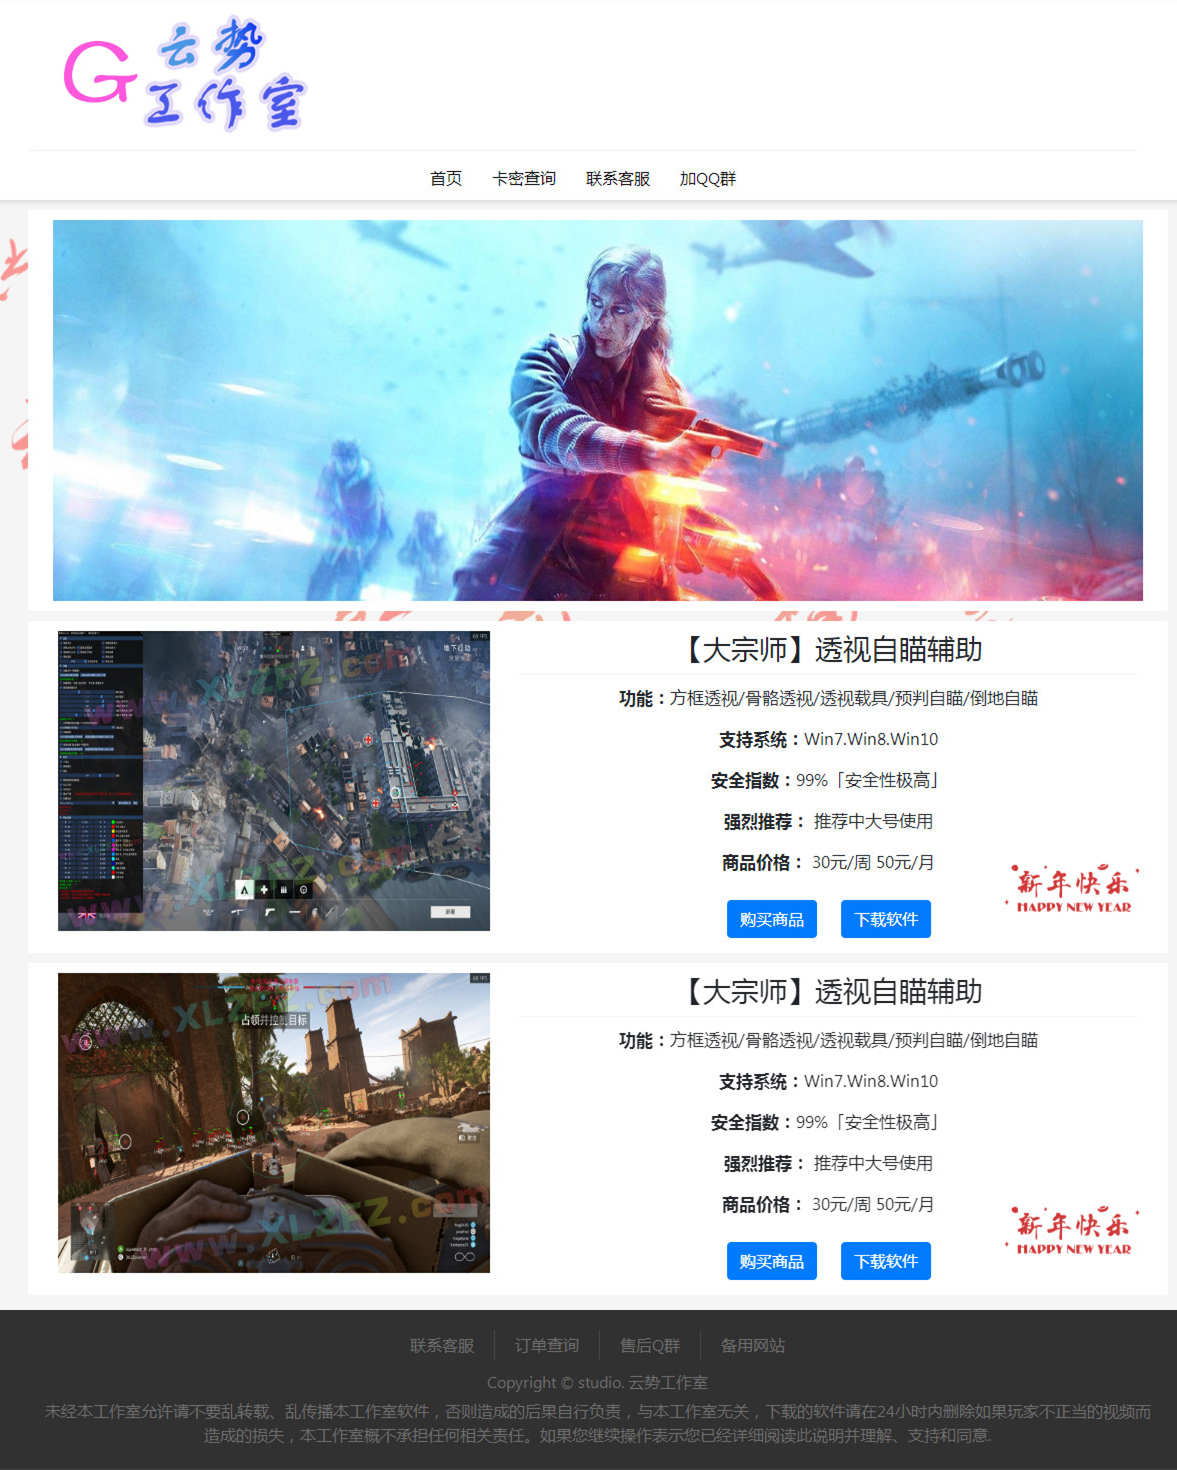 G 云势
工作室
首页 卡密查询 联系客服 加QQ群
【大宗师】透视自瞄辅助
功能：方框透视/骨骼透视/透视载具/预判自瞄/倒地自瞄
支持系统：Win7.Win8.Win10
安全指数：99%「安全性极高」
强烈推荐： 推荐中大号使用
商品价格： 30元/周 50元/月
新年快乐
HAPPY NEW YEAR
购买商品 下载软件
www.XLZFZ.com
占领并控制目标
www.XLZFZ.com
【大宗师】透视自瞄辅助
功能：方框透视/骨骼透视/透视载具/预判自瞄/倒地自瞄
支持系统：Win7.Win8.Win10
安全指数：99%「安全性极高」
强烈推荐： 推荐中大号使用
商品价格： 30元/周 50元/月
新年快乐
HAPPY NEW YEAR
购买商品 下载软件
联系客服 订单查询 售后Q群 备用网站
Copyright © studio. 云势工作室
未经本工作室允许请不要乱转载、乱传播本工作室软件，否则造成的后果自行负责，与本工作室无关，下载的软件请在24小时内删除如果玩家不正当的视频而
造成的损失，本工作室概不承担任何相关责任。如果您继续操作表示您已经详细阅读此说明并理解、支持和同意.